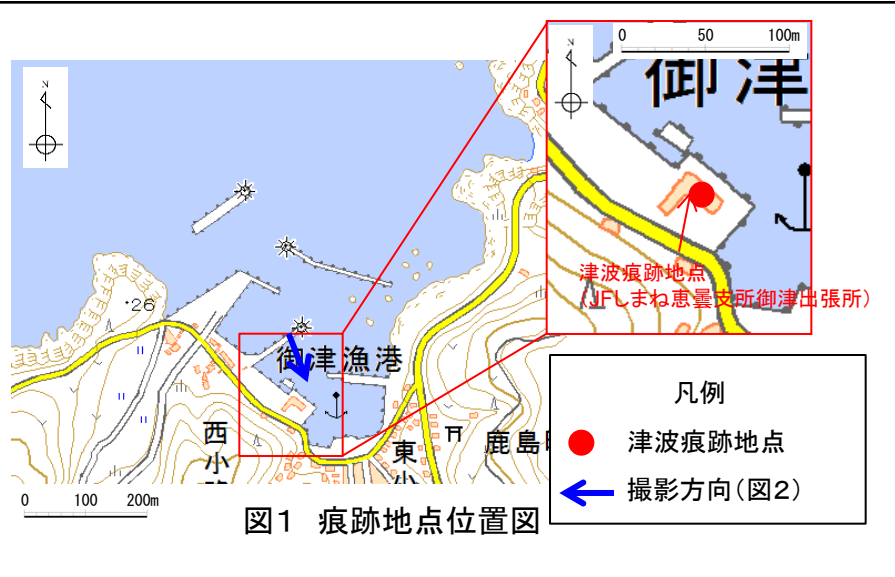 N
0 50 100m
御津
津波痕跡地点
(JFしまね恵曇支所御津出張所)
N
・26
御津漁港
西小
東
鹿島
0 100 200m
凡例
津波痕跡地点
撮影方向(図2)
図1 痕跡地点位置図